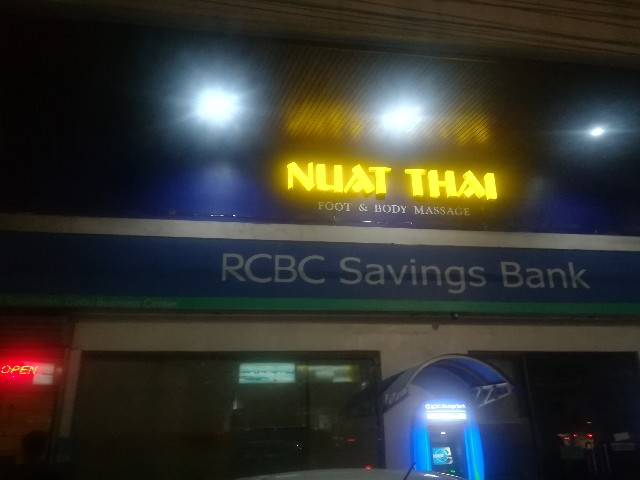 NUAT THAI
FOOT & BODY MASSAGE
RCBC Savings Bank
OPEN